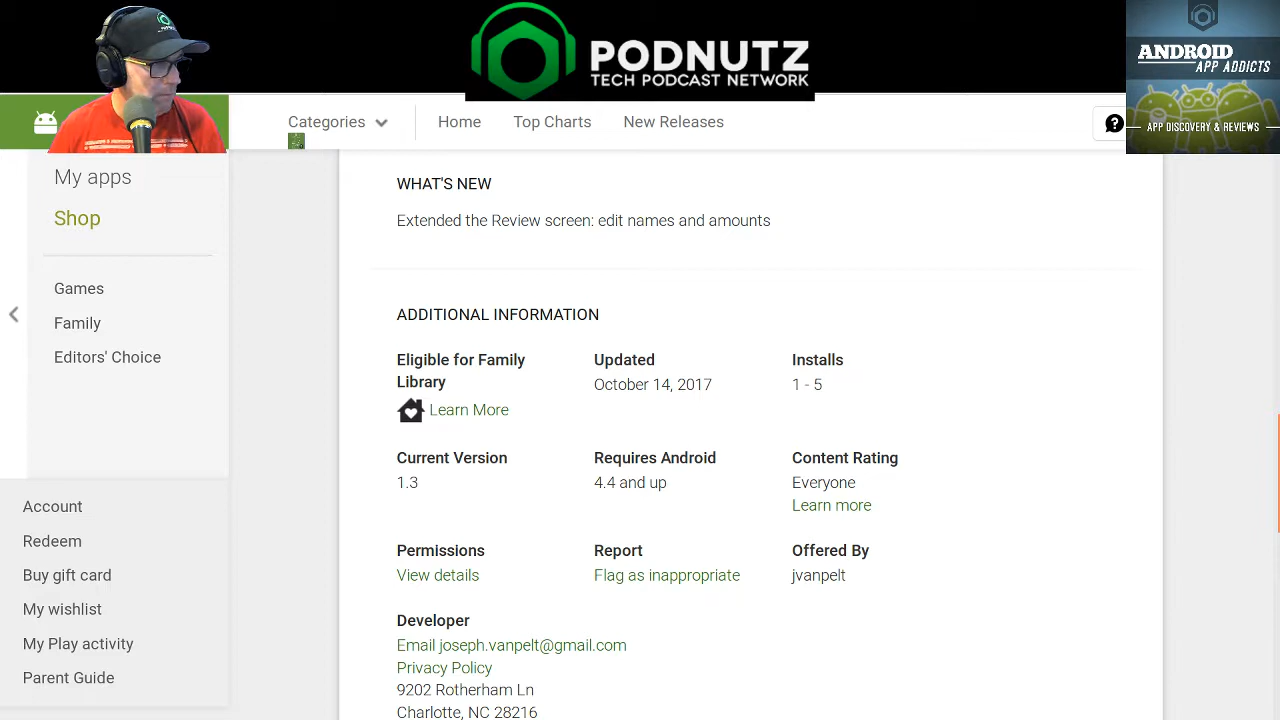 PODNUTZ
TECH PODCAST NETWORK
ANDROID
APP ADDICTS
APP DISCOVERY & REVIEWS
Categories
Home
Top Charts
New Releases
?
My apps
Shop
Games
Family
Editors' Choice
Account
Redeem
Buy gift card
My wishlist
My Play activity
Parent Guide
WHAT'S NEW
Extended the Review screen: edit names and amounts
ADDITIONAL INFORMATION
Eligible for Family
Library
Learn More
Updated
October 14, 2017
Installs
1 - 5
Current Version
1.3
Requires Android
4.4 and up
Content Rating
Everyone
Learn more
Permissions
View details
Report
Flag as inappropriate
Offered By
jvanpelt
Developer
Email joseph.vanpelt@gmail.com
Privacy Policy
9202 Rotherham Ln
Charlotte, NC 28216